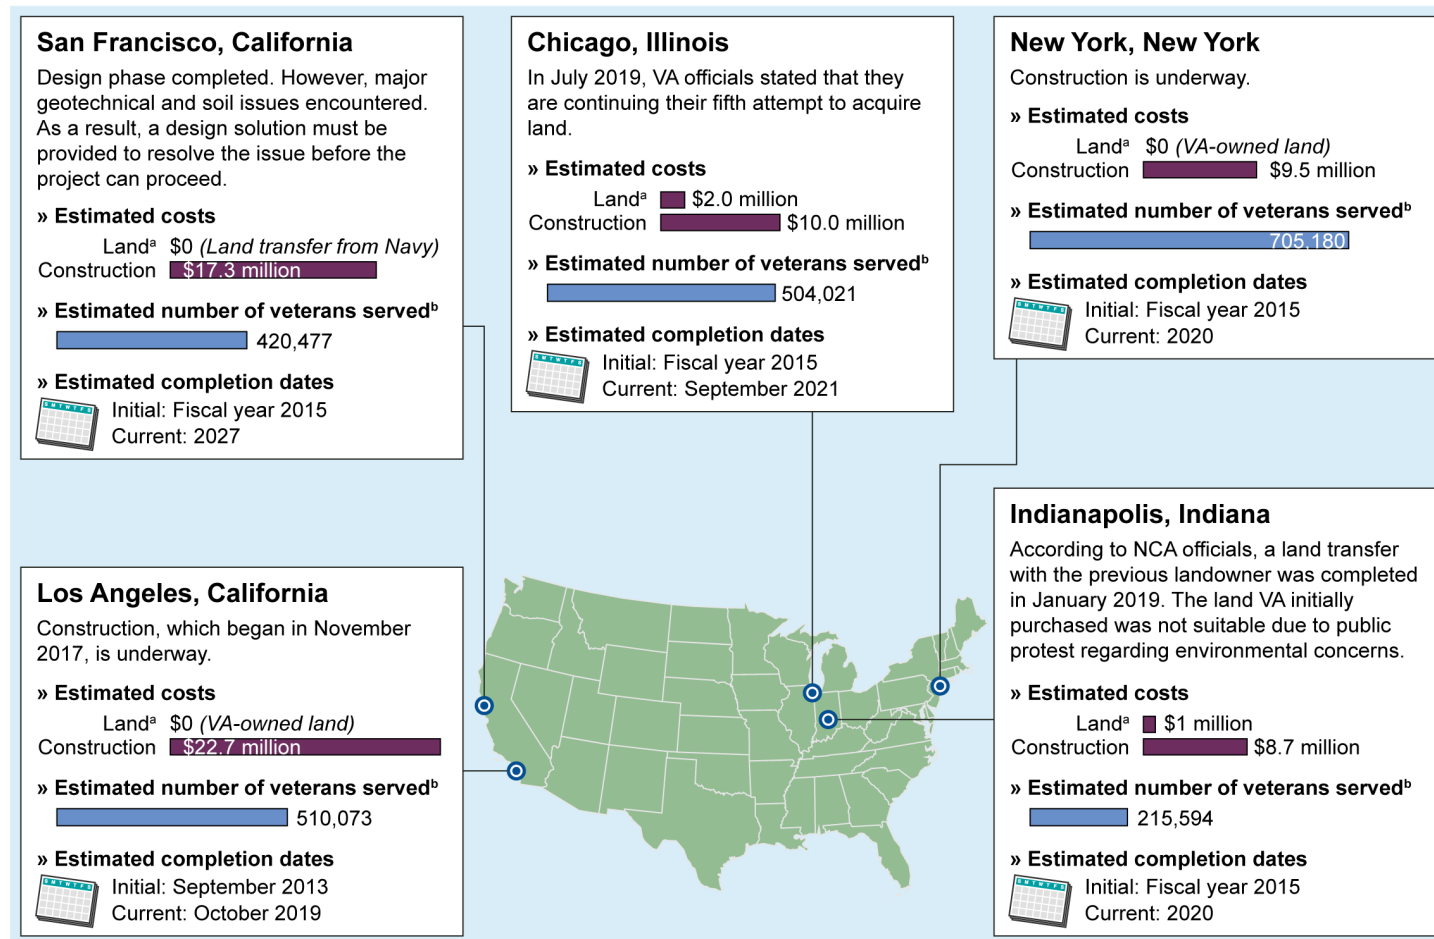 San Francisco, California
Design phase completed. However, major
geotechnical and soil issues encountered.
As a result, a design solution must be
provided to resolve the issue before the
project can proceed.
» Estimated costs
Landᵃ $0 (Land transfer from Navy)
Construction $17.3 million
» Estimated number of veterans servedᵇ
420,477
» Estimated completion dates
S M T W T F S
Initial: Fiscal year 2015
Current: 2027
Chicago, Illinois
In July 2019, VA officials stated that they
are continuing their fifth attempt to acquire
land.
» Estimated costs
Landᵃ $2.0 million
Construction $10.0 million
» Estimated number of veterans servedᵇ
504,021
» Estimated completion dates
S M T W T F S
Initial: Fiscal year 2015
Current: September 2021
New York, New York
Construction is underway.
» Estimated costs
Landᵃ $0 (VA-owned land)
Construction $9.5 million
» Estimated number of veterans servedᵇ
705,180
» Estimated completion dates
S M T W T F S
Initial: Fiscal year 2015
Current: 2020
Los Angeles, California
Construction, which began in November
2017, is underway.
» Estimated costs
Landᵃ $0 (VA-owned land)
Construction $22.7 million
» Estimated number of veterans servedᵇ
510,073
» Estimated completion dates
S M T W T F S
Initial: September 2013
Current: October 2019
Indianapolis, Indiana
According to NCA officials, a land transfer
with the previous landowner was completed
in January 2019. The land VA initially
purchased was not suitable due to public
protest regarding environmental concerns.
» Estimated costs
Landᵃ $1 million
Construction $8.7 million
» Estimated number of veterans servedᵇ
215,594
» Estimated completion dates
S M T W T F S
Initial: Fiscal year 2015
Current: 2020